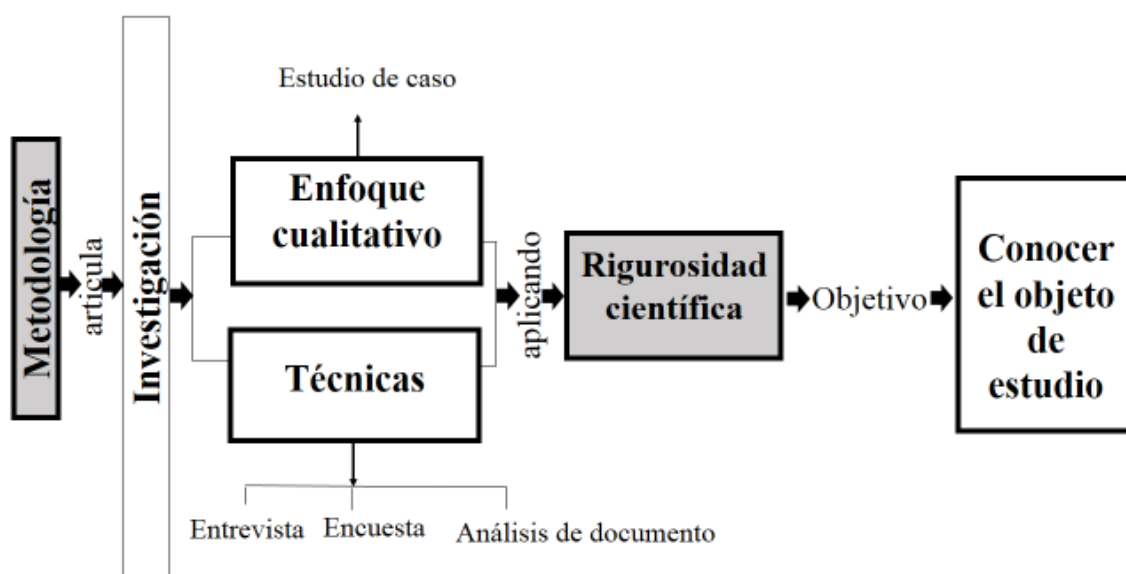 Metodología
articula
Investigación
Estudio de caso
Enfoque
cualitativo
Técnicas
Entrevista
Encuesta
Análisis de documento
aplicando
Rigurosidad
científica
Objetivo
Conocer
el objeto
de
estudio